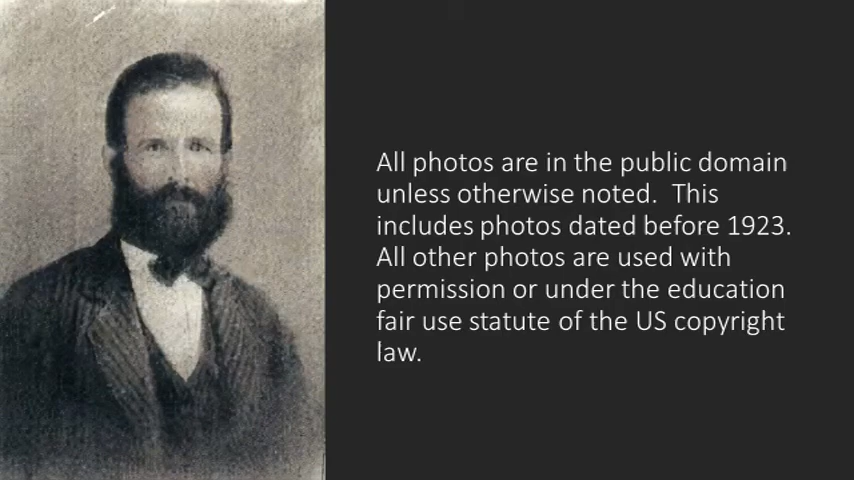 All photos are in the public domain
unless otherwise noted.  This
includes photos dated before 1923.
All other photos are used with
permission or under the education
fair use statute of the US copyright
law.